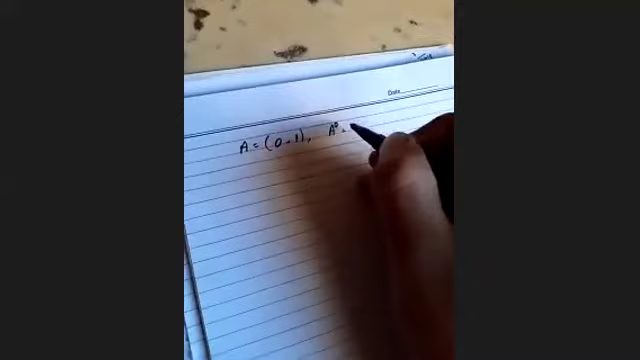 Date
A = (0, 1), A° =